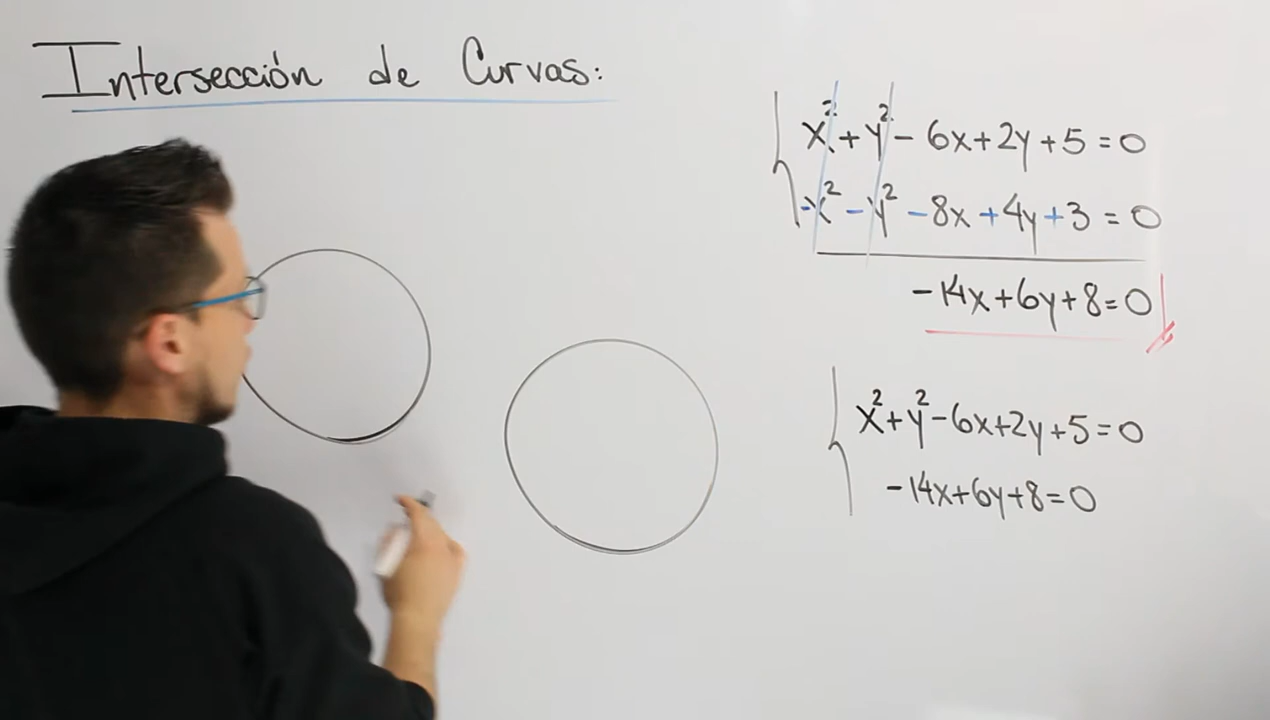 Intersección de Curvas:
x² + y² - 6x + 2y + 5 = 0
-x² - y² - 8x + 4y + 3 = 0
-14x + 6y + 8 = 0
x² + y² - 6x + 2y + 5 = 0
-14x + 6y + 8 = 0